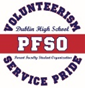 VOLUNTEERISM
Dublin High School
PFSO
Parent Faculty Student Organization
SERVICE PRIDE